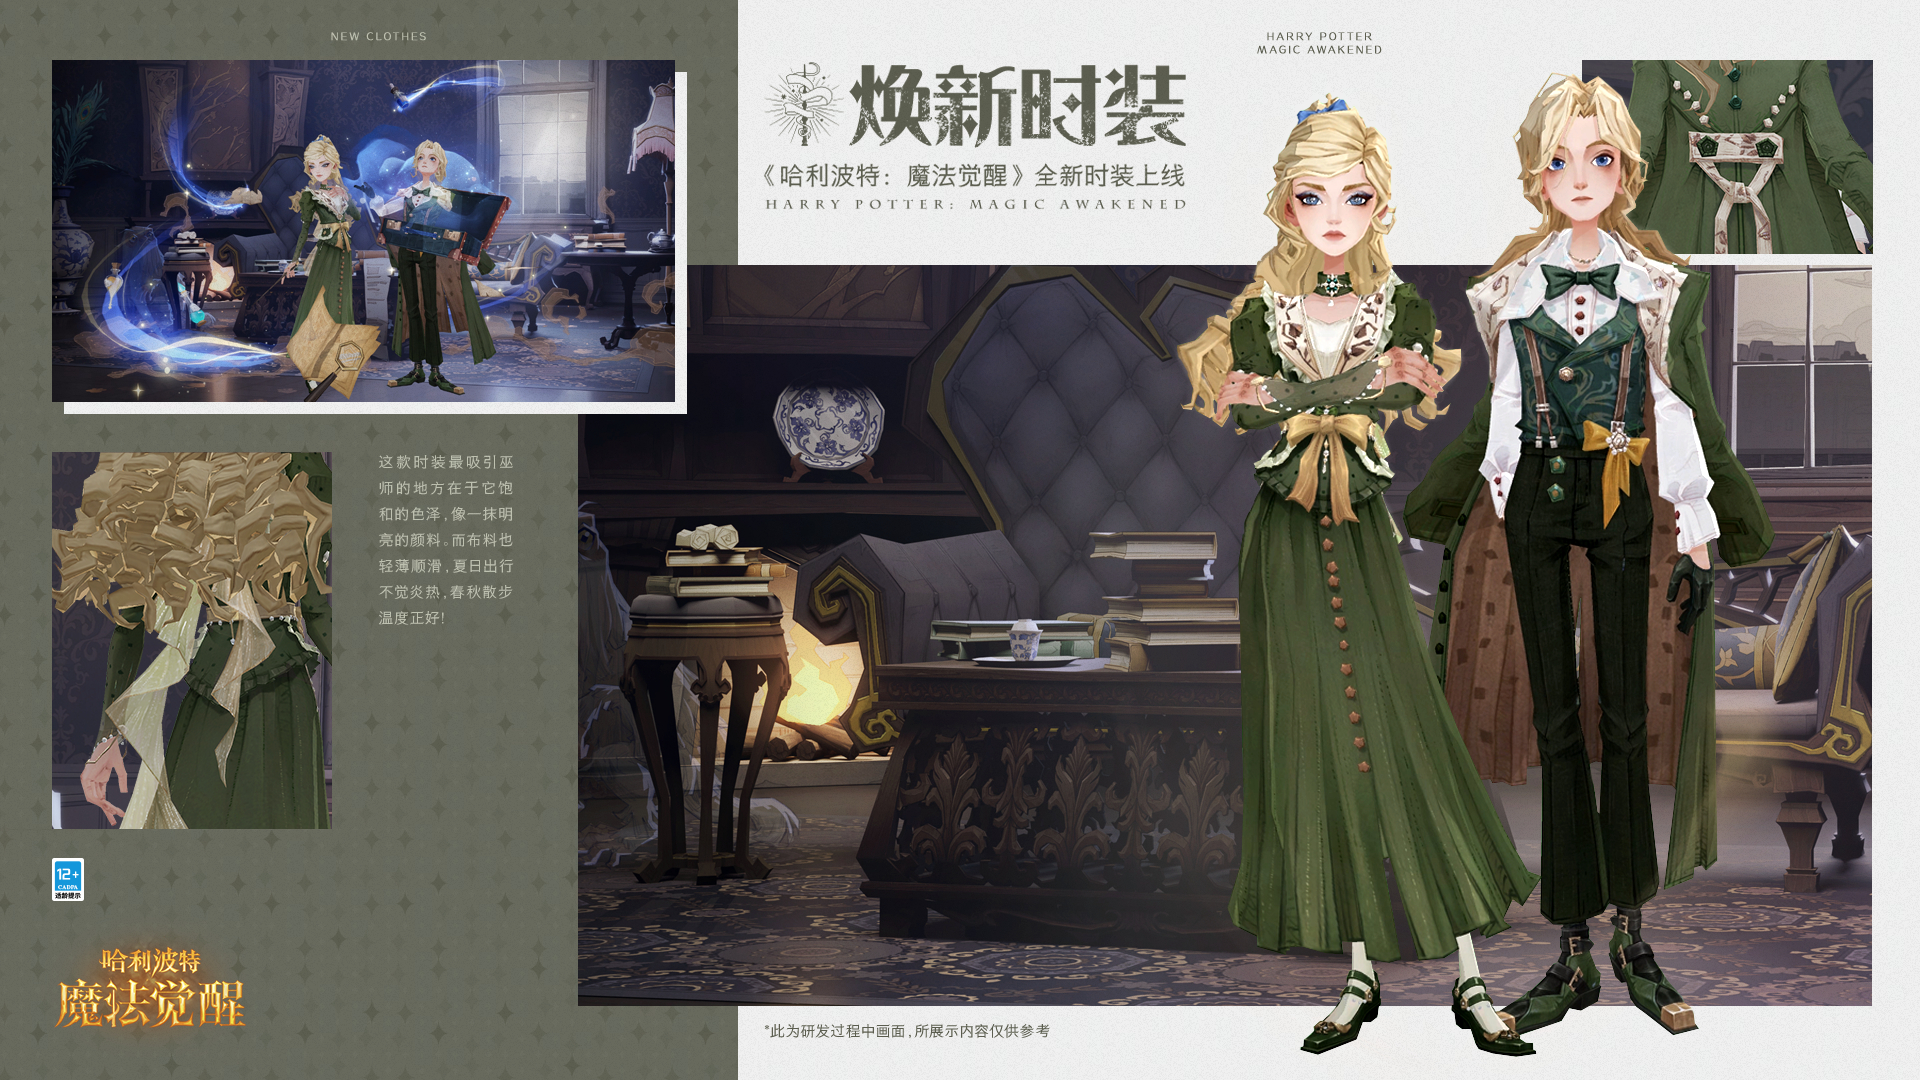 NEW CLOTHES
HARRY POTTER
MAGIC AWAKENED
焕新时装
《哈利波特：魔法觉醒》全新时装上线
HARRY POTTER: MAGIC AWAKENED
这款时装最吸引巫
师的地方在于它饱
和的色泽,像一抹明
亮的颜料。而布料也
轻薄顺滑,夏日出行
不觉炎热,春秋散步
温度正好!
12+
CADPA
适龄提示
哈利波特
魔法觉醒
*此为研发过程中画面,所展示内容仅供参考